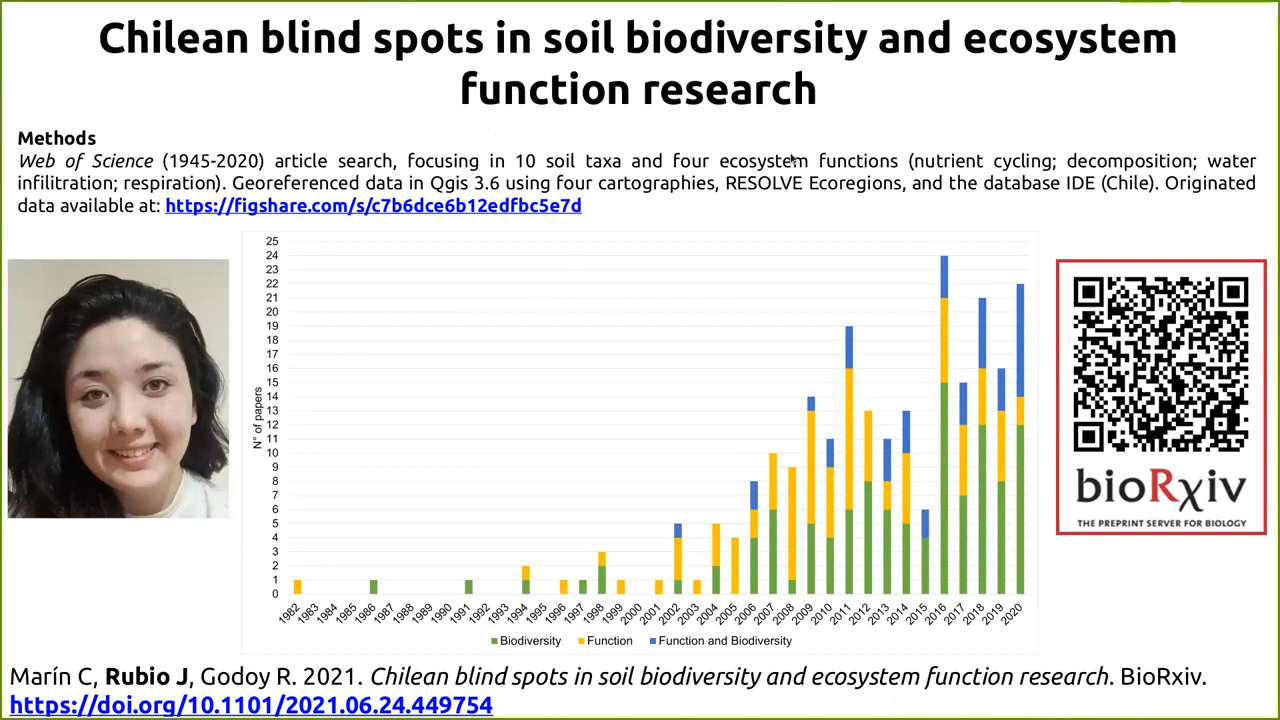 Chilean blind spots in soil biodiversity and ecosystem
function research
Methods
Web of Science (1945-2020) article search, focusing in 10 soil taxa and four ecosystem functions (nutrient cycling; decomposition; water
infilitration; respiration). Georeferenced data in Qgis 3.6 using four cartographies, RESOLVE Ecoregions, and the database IDE (Chile). Originated
data available at: https://figshare.com/s/c7b6dce6b12edfbc5e7d
25
24
23
22
21
20
19
18
17
16
15
14
13
12
11
10
9
8
7
6
5
4
3
2
1
0
N° of papers
1982 1983 1984 1985 1986 1987 1988 1989 1990 1991 1992 1993 1994 1995 1996 1997 1998 1999 2000 2001 2002 2003 2004 2005 2006 2007 2008 2009 2010 2011 2012 2013 2014 2015 2016 2017 2018 2019 2020
Biodiversity Function Function and Biodiversity
bioRχiv
THE PREPRINT SERVER FOR BIOLOGY
Marín C, Rubio J, Godoy R. 2021. Chilean blind spots in soil biodiversity and ecosystem function research. BioRxiv.
https://doi.org/10.1101/2021.06.24.449754